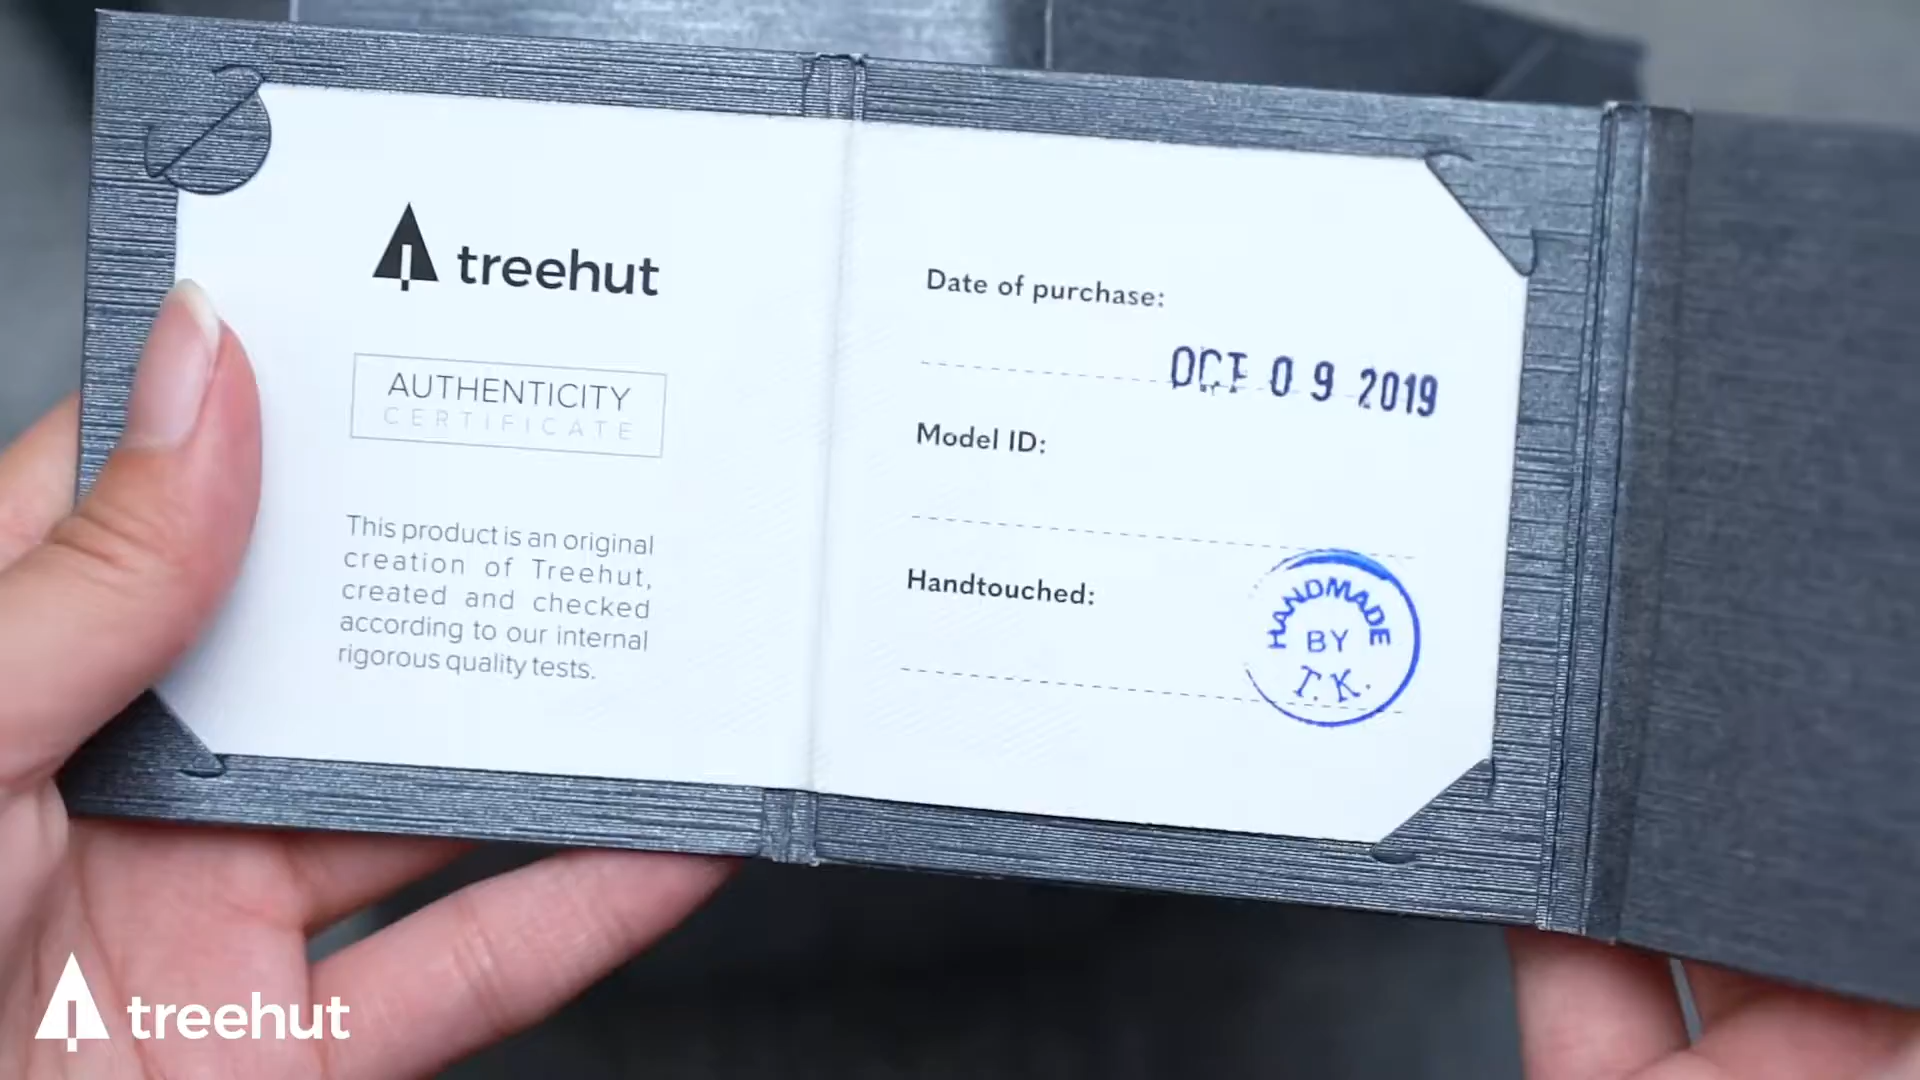 treehut
AUTHENTICITY
CERTIFICATE
This product is an original
creation of Treehut,
created and checked
according to our internal
rigorous quality tests.
Date of purchase:
OCT 09 2019
Model ID:
Handtouched:
HANDMADE
BY
T.K.
treehut